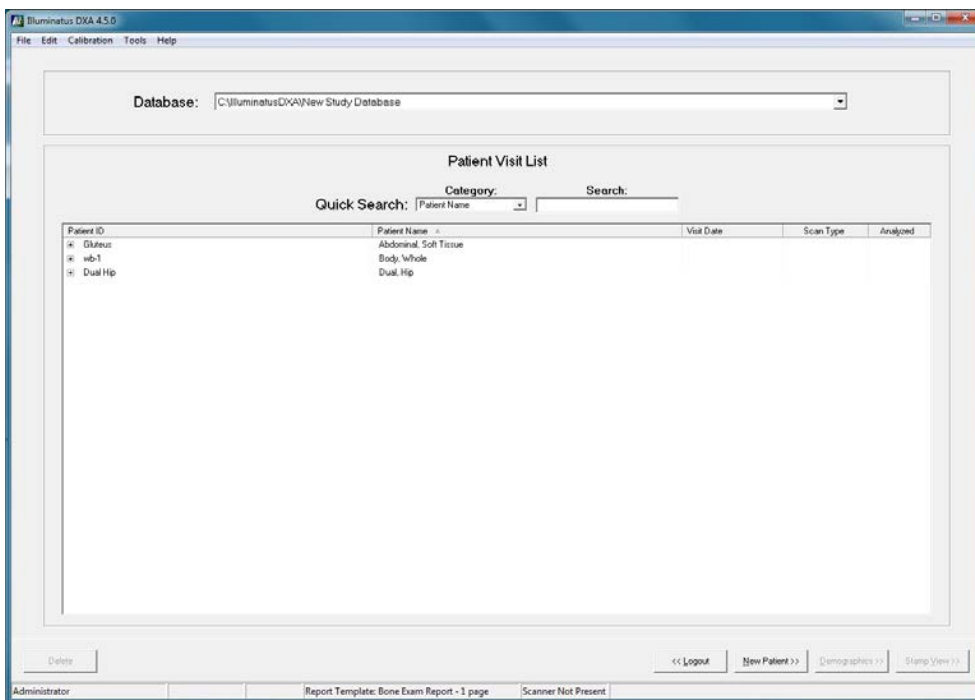 Illuminatus DXA 4.5.0
File Edit Calibration Tools Help
Database: C:\IlluminatusDXA\New Study Database
Patient Visit List
Category: Search:
Quick Search: Patient Name
Patient ID Patient Name Visit Date Scan Type Analyzed
Gluteus Abdominal, Soft Tissue
wb-1 Body, Whole
Dual Hip Dual, Hip
Delete << Logout New Patient >> Demographics >> Stamp View >>
Administrator Report Template: Bone Exam Report - 1 page Scanner Not Present